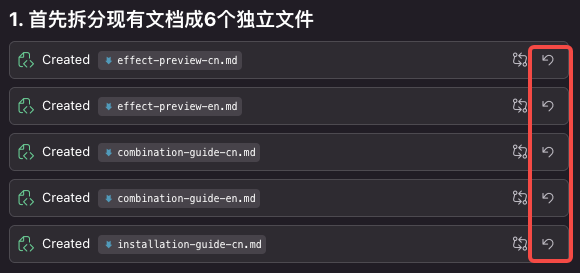 1. 首先拆分现有文档成6个独立文件
Created effect-preview-cn.md
Created effect-preview-en.md
Created combination-guide-cn.md
Created combination-guide-en.md
Created installation-guide-cn.md